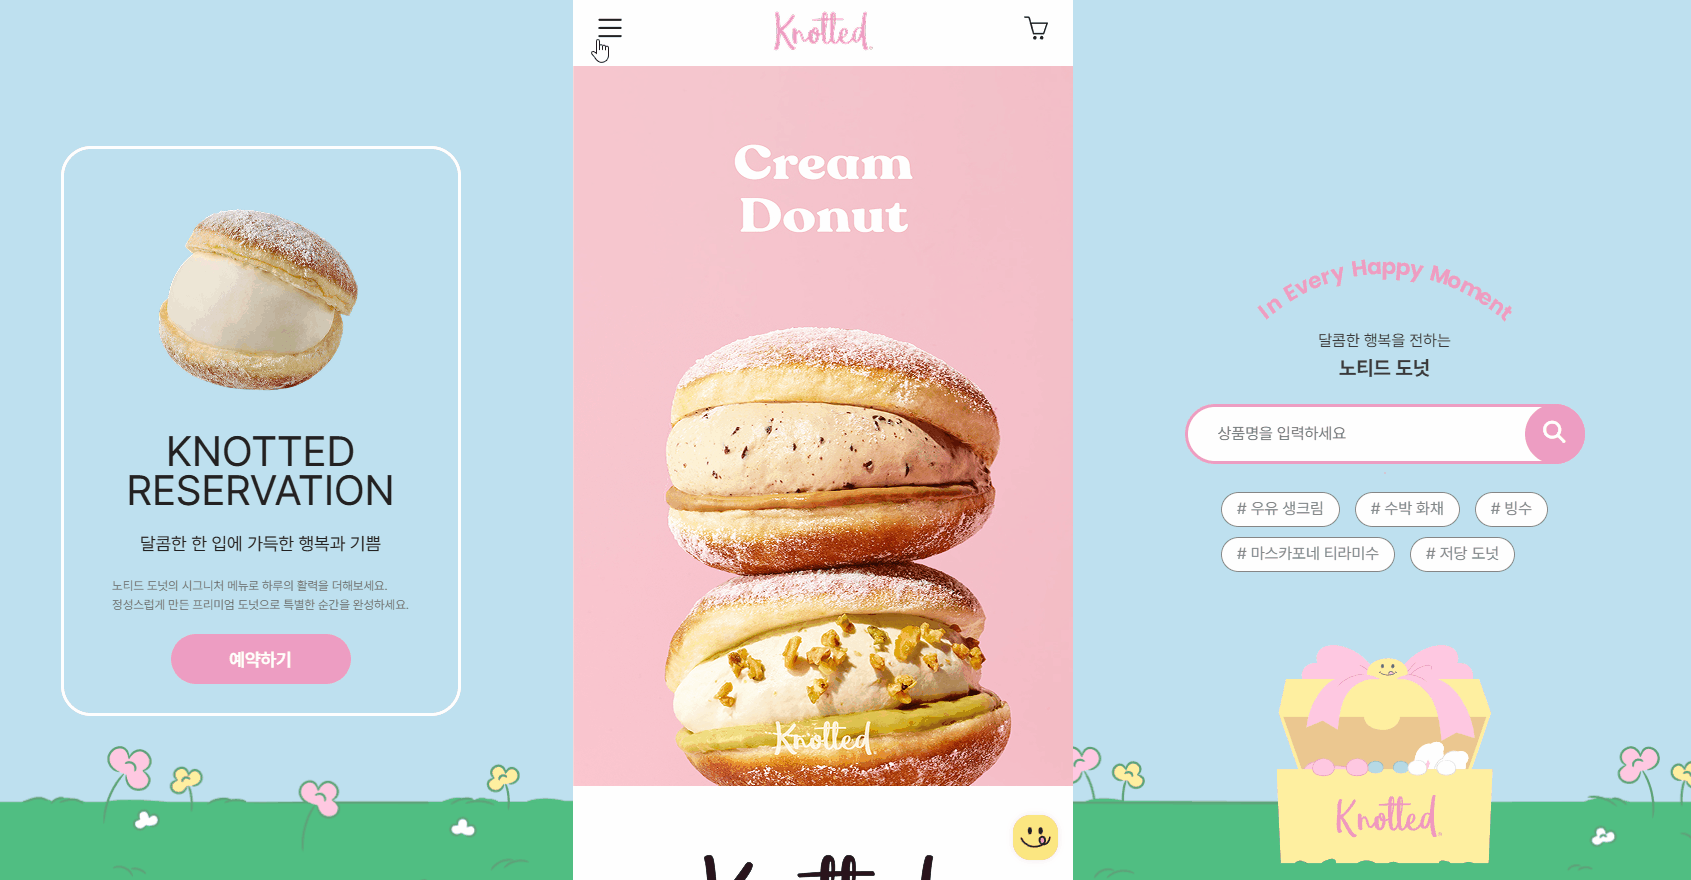 KNOTTED
RESERVATION
달콤한 한 입에 가득한 행복과 기쁨
노티드 도넛의 시그니처 메뉴로 하루의 활력을 더해보세요.
정성스럽게 만든 프리미엄 도넛으로 특별한 순간을 완성하세요.
예약하기
Knotted
Cream
Donut
Knotted
Knotted
In Every Happy Moment
달콤한 행복을 전하는
노티드 도넛
상품명을 입력하세요
# 우유 생크림
# 수박 화채
# 빙수
# 마스카포네 티라미수
# 저당 도넛
Knotted